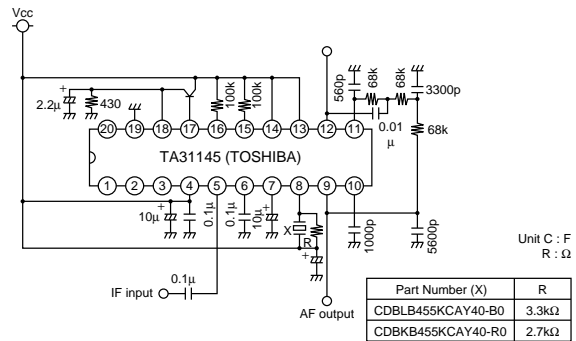 Vcc
+
2.2μ
430
100k
100k
560p
68k
68k
3300p
0.01
μ
68k
20 19 18 17 16 15 14 13 12 11
TA31145 (TOSHIBA)
1 2 3 4 5 6 7 8 9 10
+
10μ
0.1μ
0.1μ
10μ
+
X
R
+
1000p
5600p
0.1μ
IF input
AF output
Unit C : F
R : Ω
Part Number (X) R
CDBLB455KCAY40-B0 3.3kΩ
CDBKB455KCAY40-R0 2.7kΩ